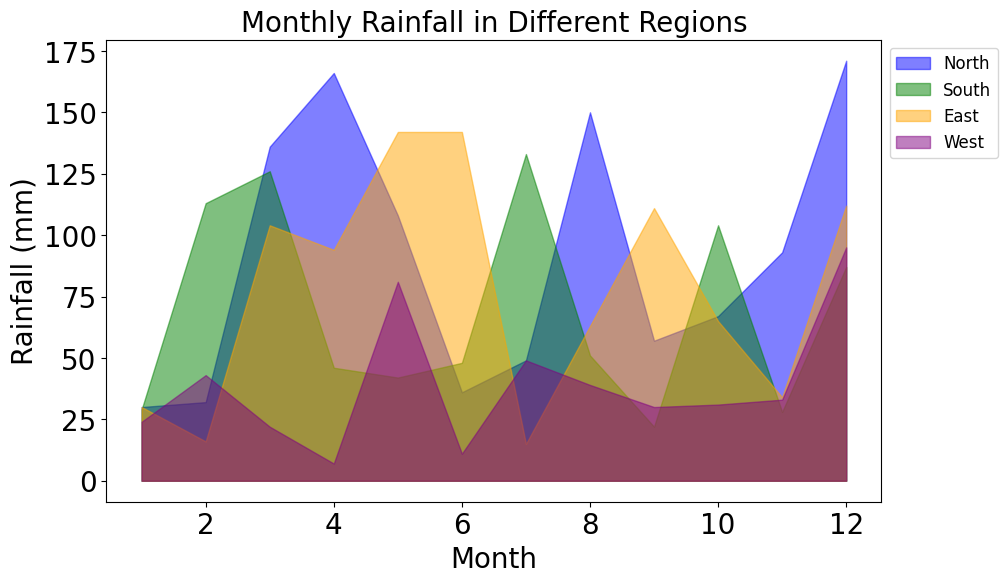 Monthly Rainfall in Different Regions
175
150
125
100
75
50
25
0
Rainfall (mm)
2 4 6 8 10 12
Month
North
South
East
West